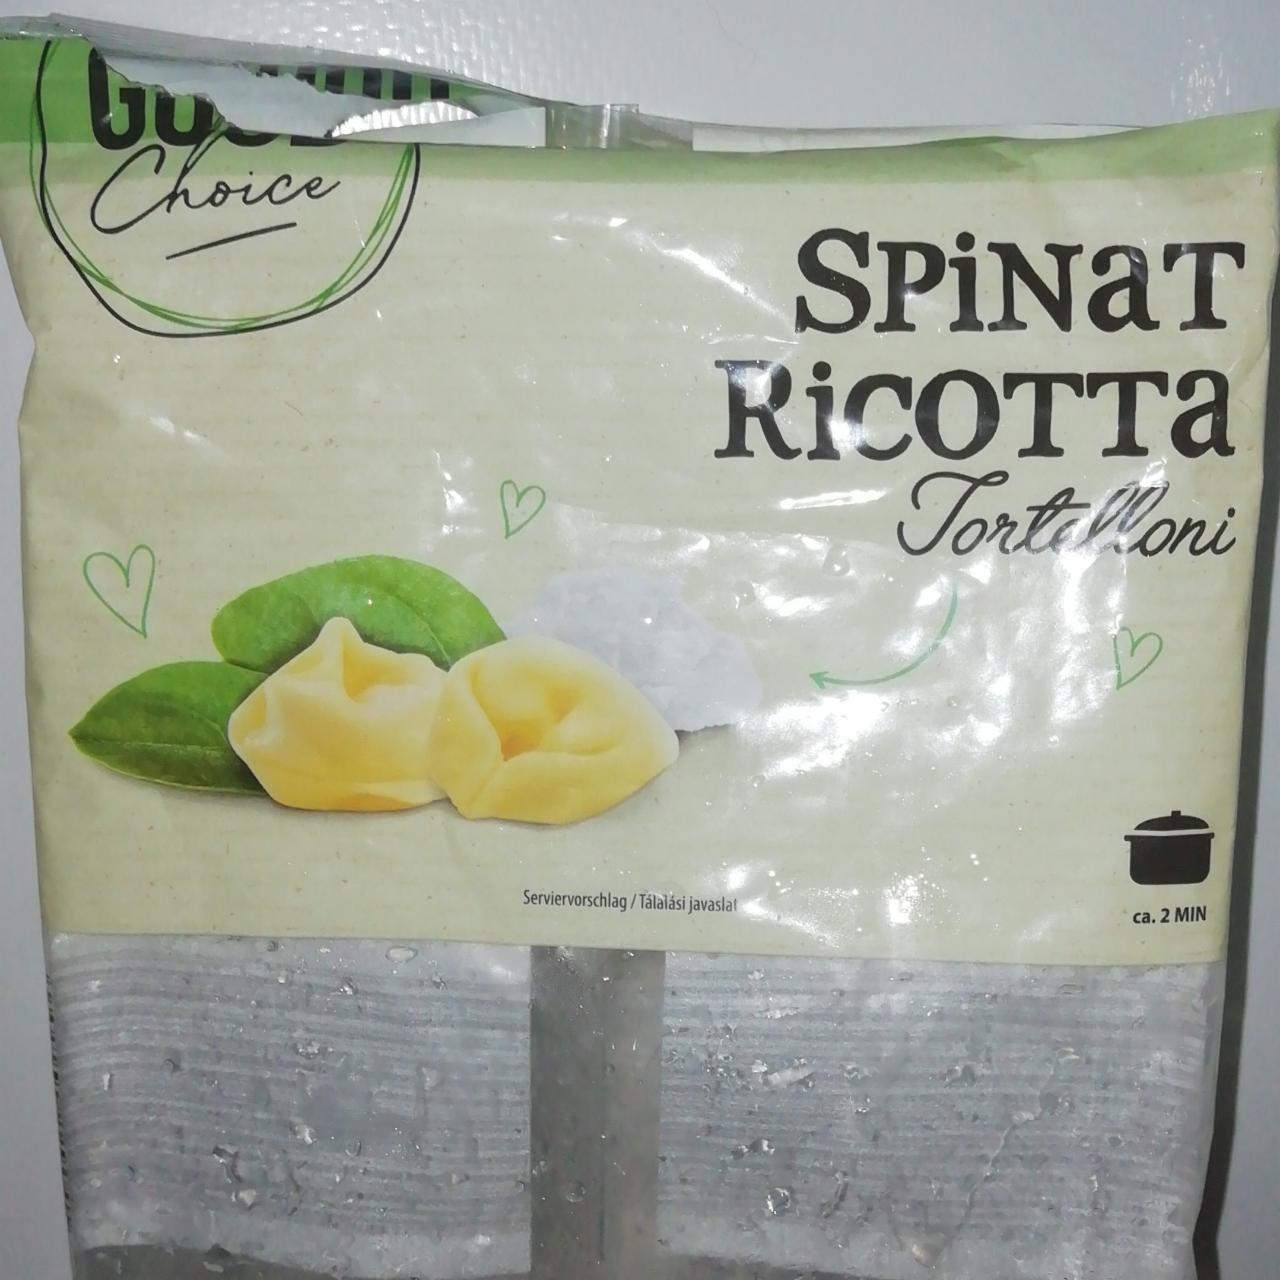 Choice
SPiNaT
RiCOTTa
Tortelloni
Serviervorschlag / Tálalási javaslat
ca. 2 MIN